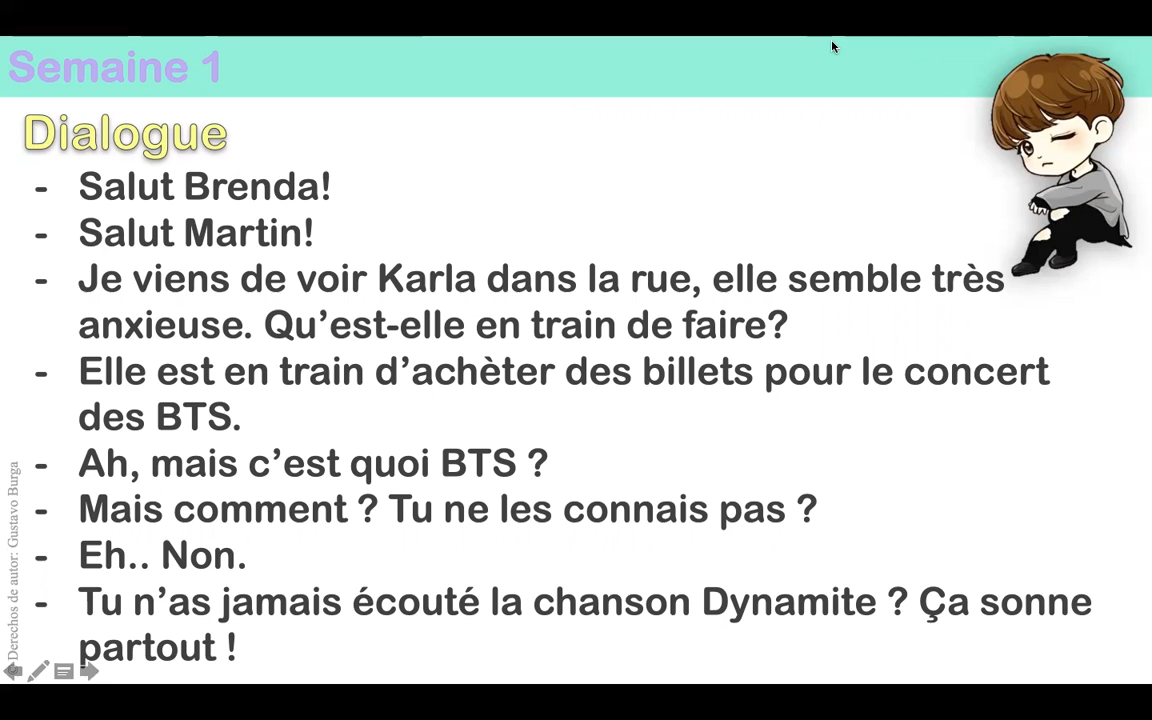 Semaine 1
Dialogue
- Salut Brenda!
- Salut Martin!
- Je viens de voir Karla dans la rue, elle semble très
anxieuse. Qu’est-elle en train de faire?
- Elle est en train d’achèter des billets pour le concert
des BTS.
- Ah, mais c’est quoi BTS ?
- Mais comment ? Tu ne les connais pas ?
- Eh.. Non.
- Tu n’as jamais écouté la chanson Dynamite ? Ça sonne
partout !
©Derechos de autor: Gustavo Burga